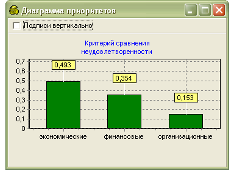 Диаграмма приоритетов
Подписи вертикально
Критерий сравнения
неудовлетворенности
0,7
0,6
0,5
0,4
0,3
0,2
0,1
0
0,493
0,354
0,153
экономические финансовые организационные